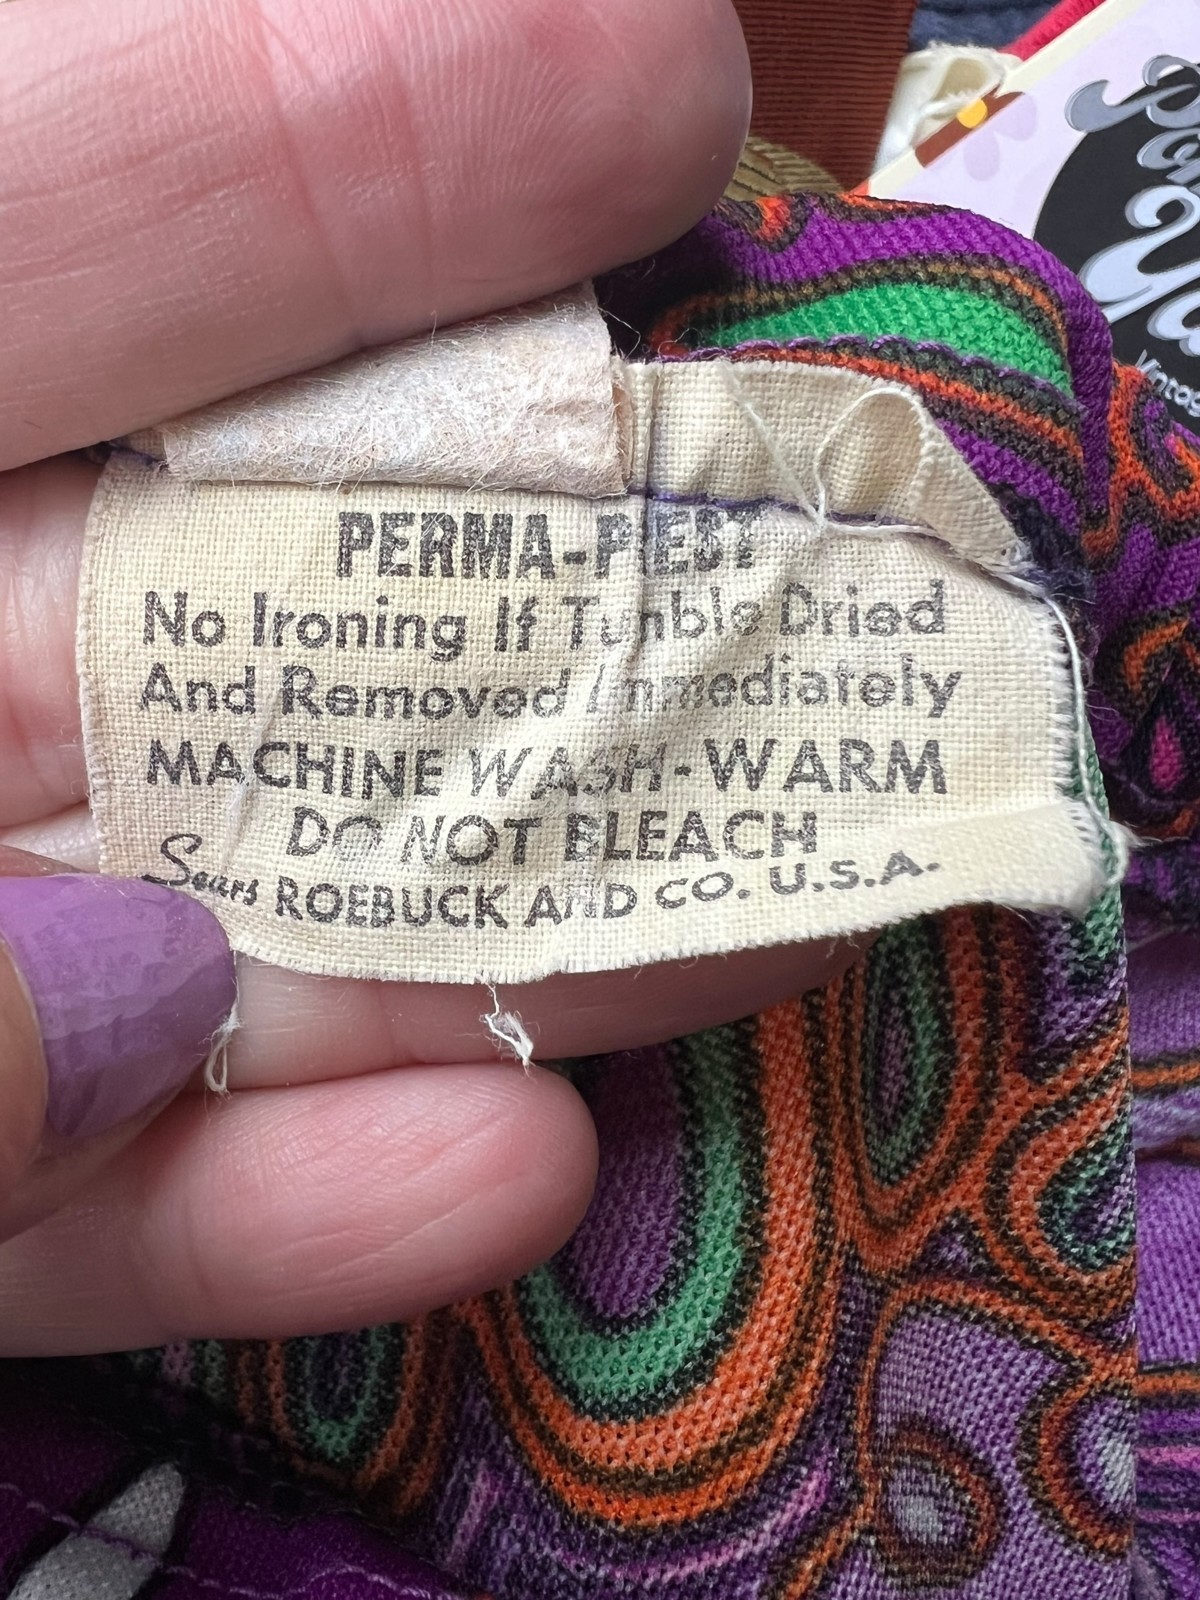 PERMA-PREST
No Ironing If Tumble Dried
And Removed Immediately
MACHINE WASH-WARM
DO NOT BLEACH
Sears ROEBUCK AND CO. U.S.A.